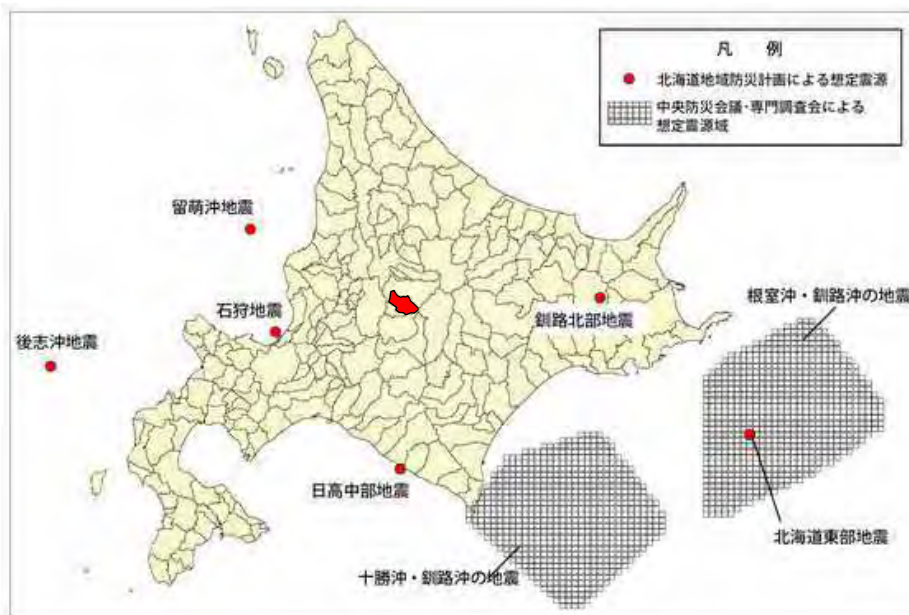 凡 例
北海道地域防災計画による想定震源
中央防災会議･専門調査会による
想定震源域
留萌沖地震
石狩地震
後志沖地震
釧路北部地震
根室沖・釧路沖の地震
日高中部地震
北海道東部地震
十勝沖・釧路沖の地震